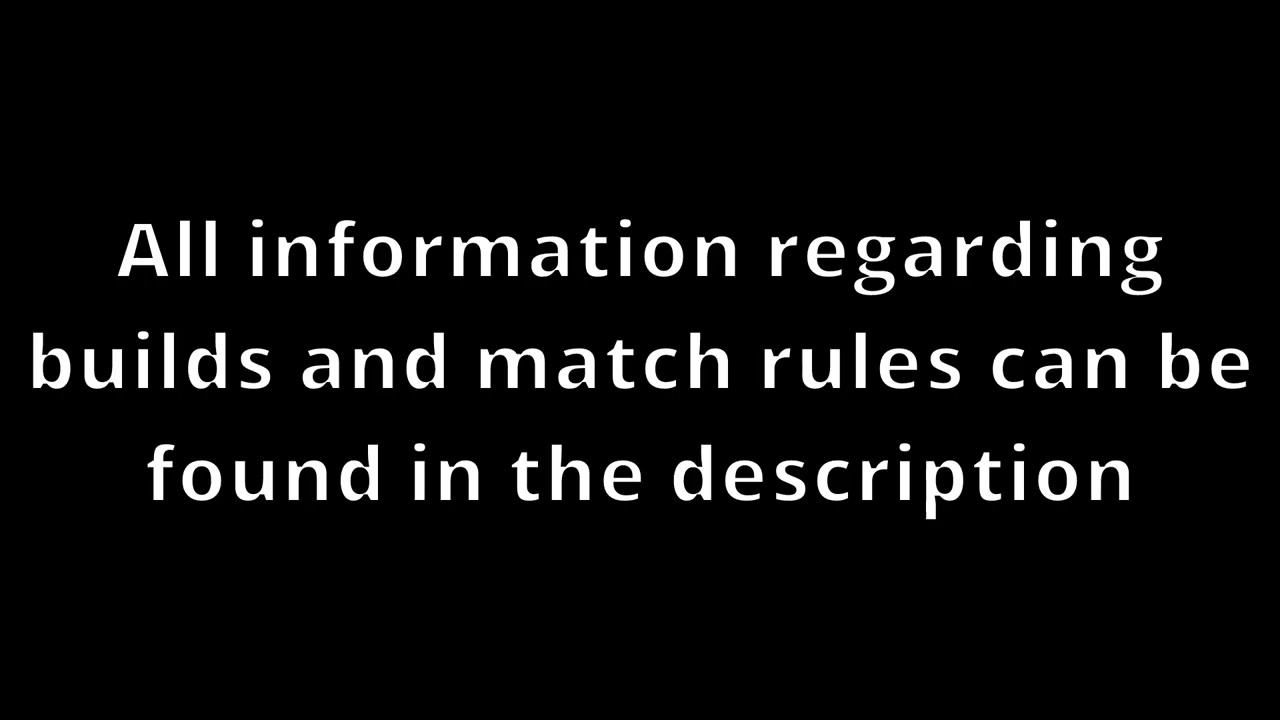 All information regarding
builds and match rules can be
found in the description